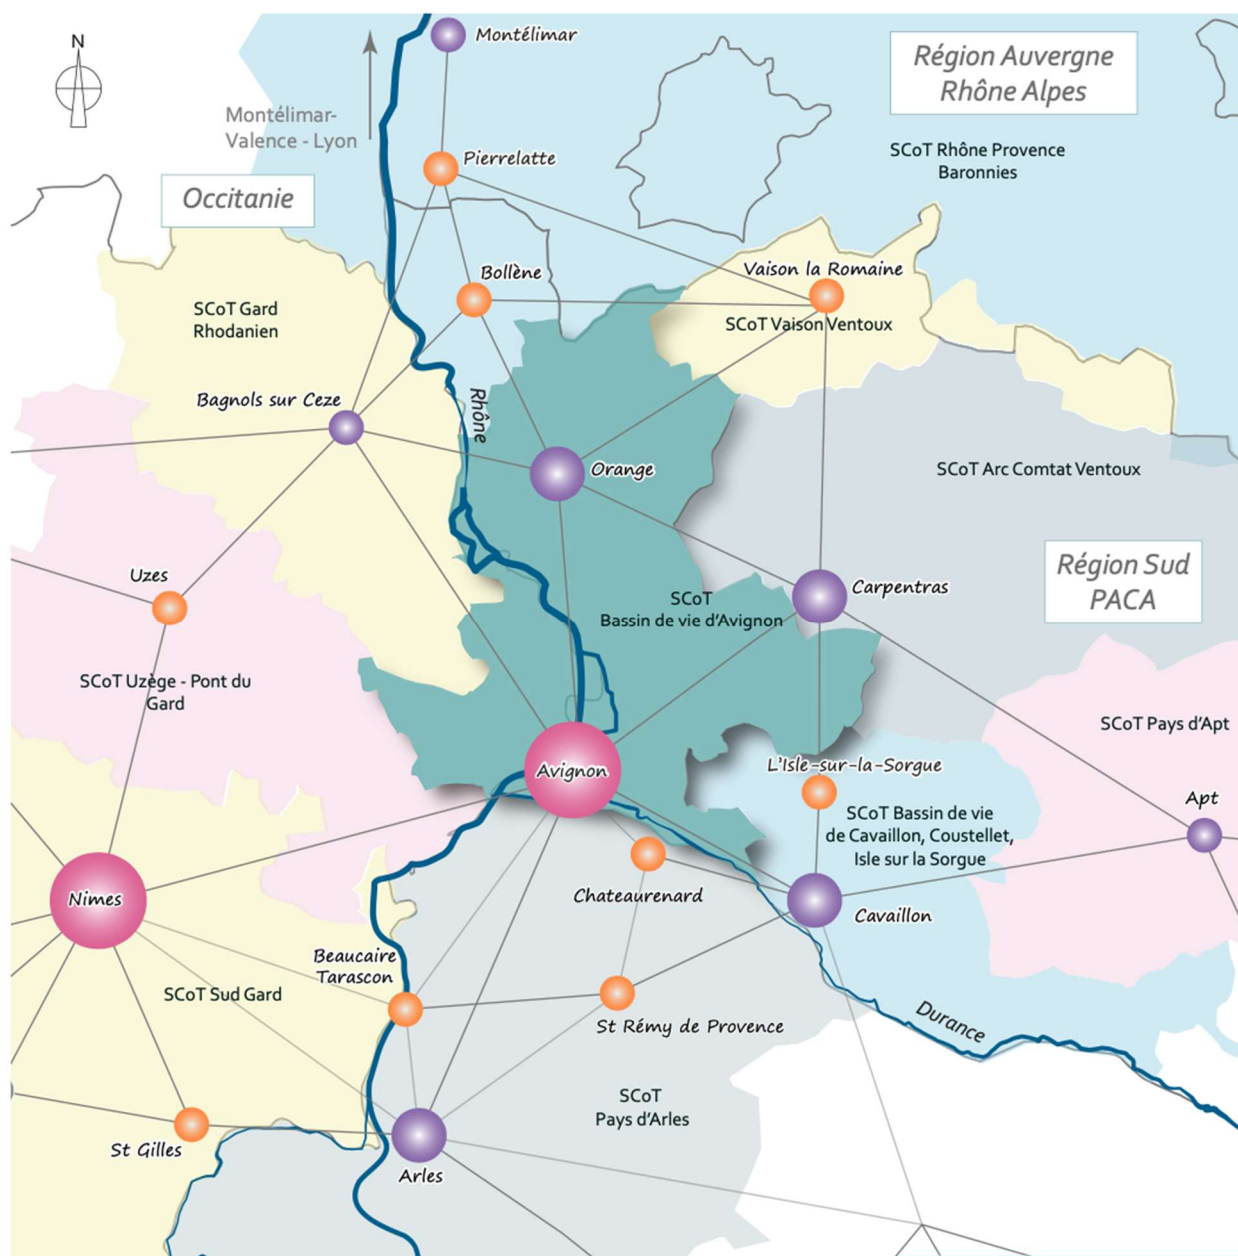 N
Montélimar
Région Auvergne
Rhône Alpes
Montélimar-
Valence - Lyon
Pierrelatte
SCoT Rhône Provence
Baronnies
Occitanie
Bollène
Vaison la Romaine
SCoT Gard
Rhodanien
SCoT Vaison Ventoux
Bagnols sur Ceze
Rhône
Orange
SCoT Arc Comtat Ventoux
Région Sud
PACA
Uzes
SCoT
Bassin de vie d'Avignon
Carpentras
SCoT Uzège - Pont du
Gard
SCoT Pays d'Apt
Avignon
L'Isle-sur-la-Sorgue
Apt
SCoT Bassin de vie
de Cavaillon, Coustellet,
Isle sur la Sorgue
Nimes
Chateaurenard
Cavaillon
Beaucaire
Tarascon
SCoT Sud Gard
St Rémy de Provence
Durance
SCoT
Pays d'Arles
St Gilles
Arles